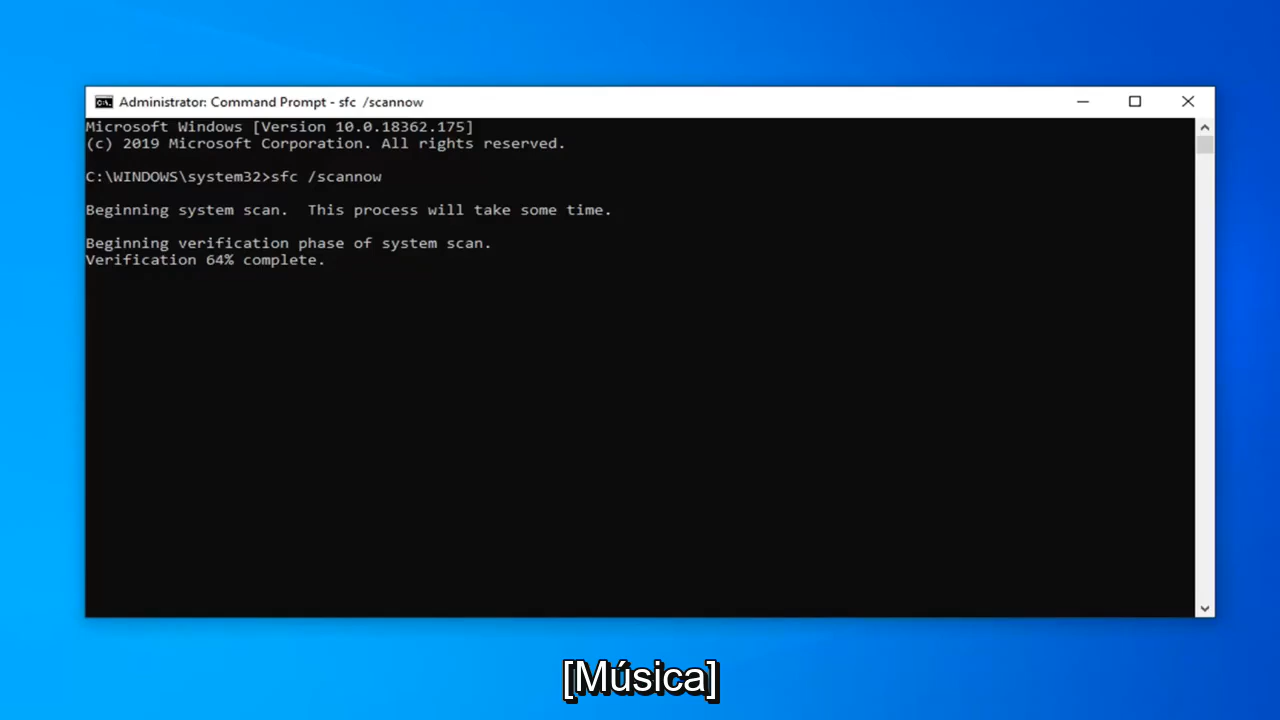 Administrator: Command Prompt - sfc  /scannow
Microsoft Windows [Version 10.0.18362.175]
(c) 2019 Microsoft Corporation. All rights reserved.
C:\WINDOWS\system32>sfc /scannow
Beginning system scan.  This process will take some time.
Beginning verification phase of system scan.
Verification 64% complete.
[Música]